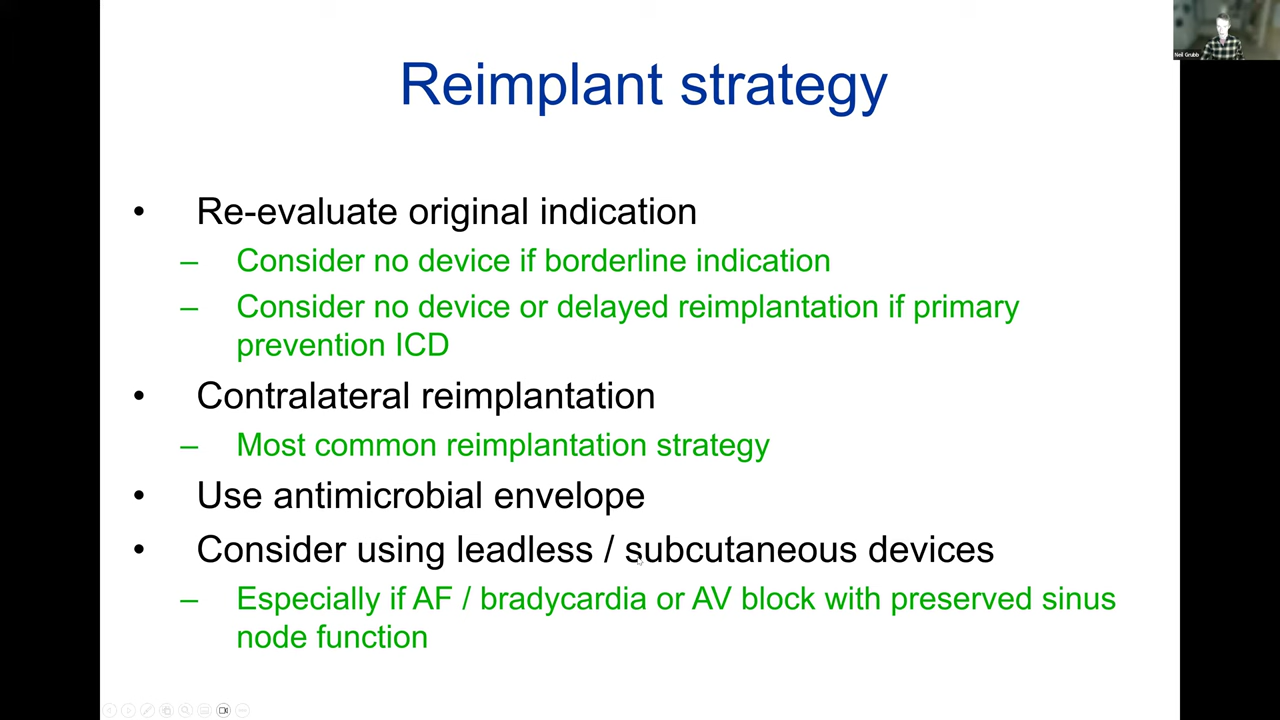 Reimplant strategy
Neil Grubb
• Re-evaluate original indication
– Consider no device if borderline indication
– Consider no device or delayed reimplantation if primary
prevention ICD
• Contralateral reimplantation
– Most common reimplantation strategy
• Use antimicrobial envelope
• Consider using leadless / subcutaneous devices
– Especially if AF / bradycardia or AV block with preserved sinus
node function